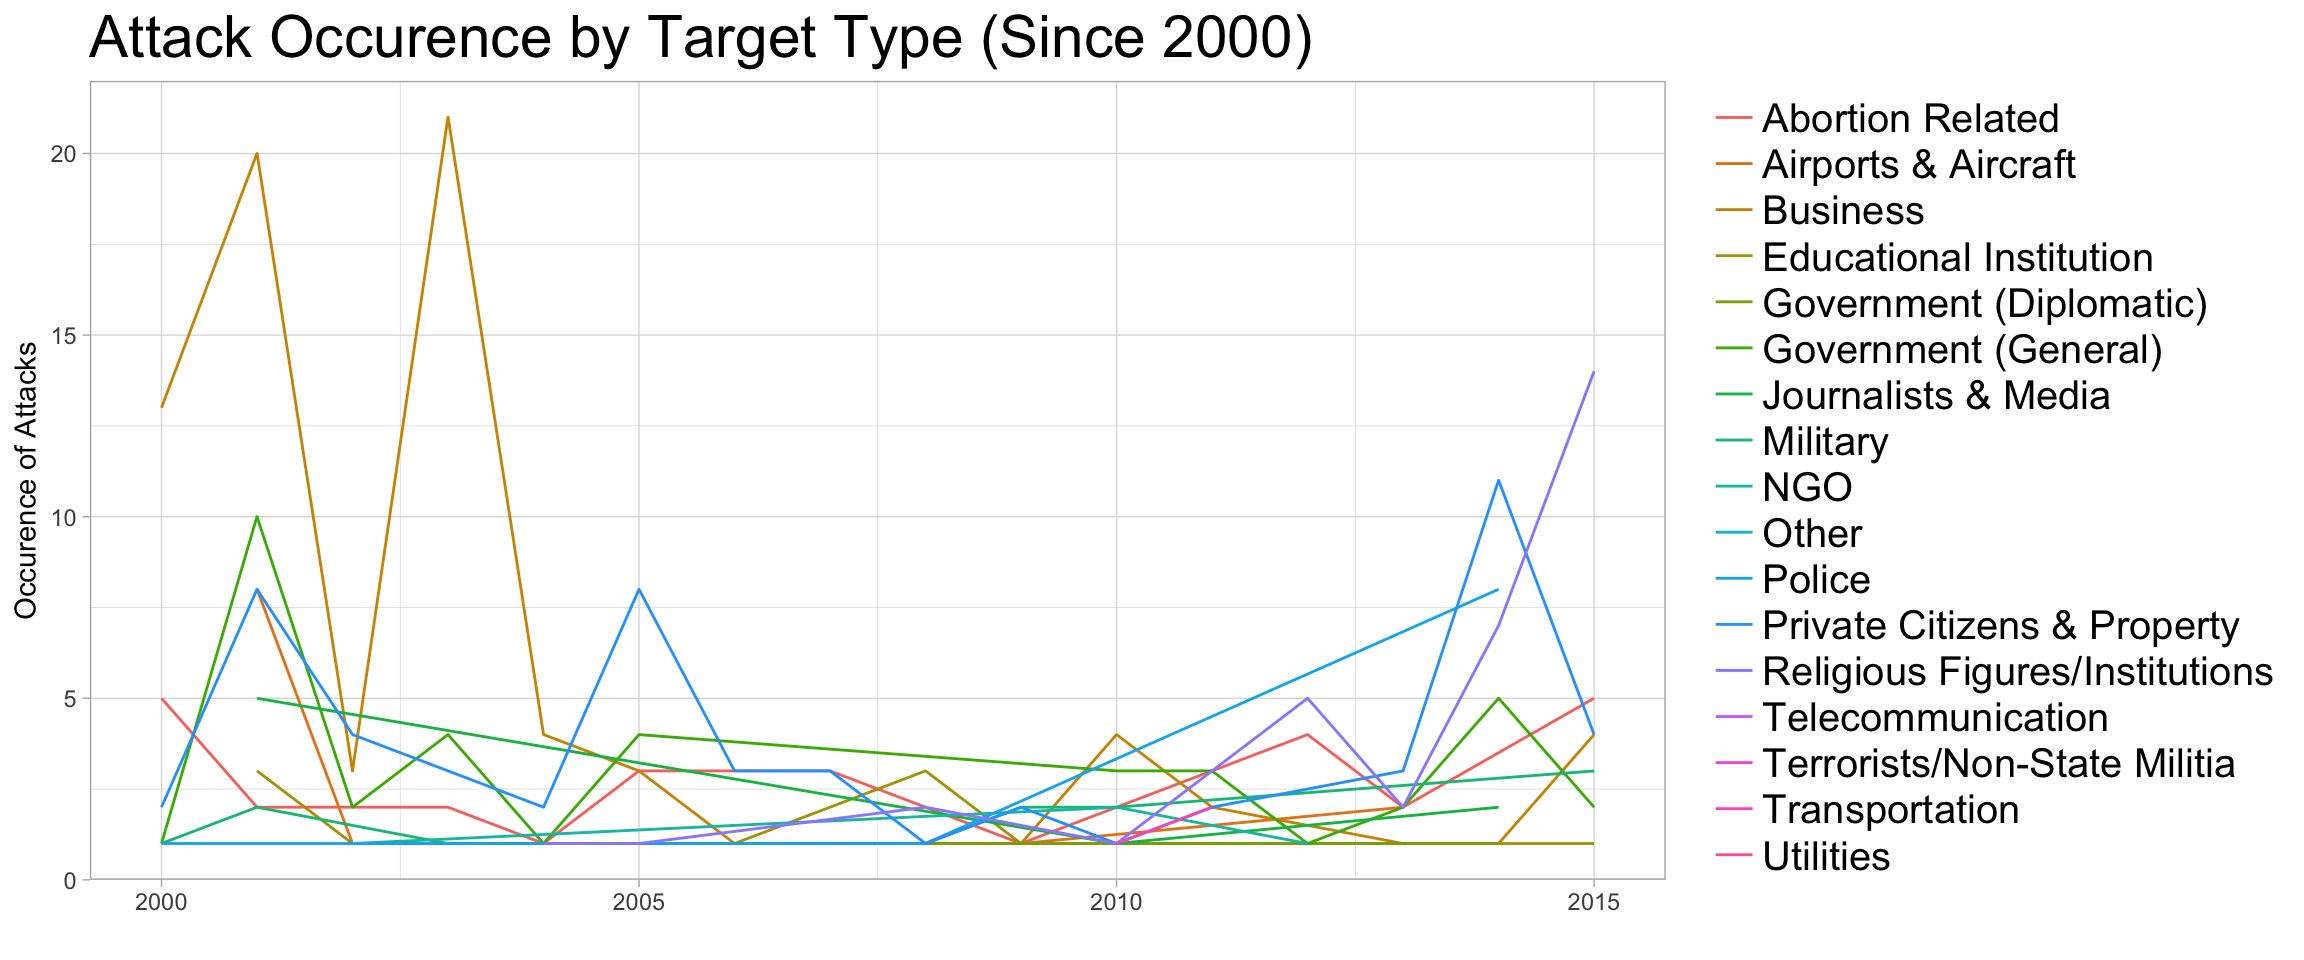 Attack Occurence by Target Type (Since 2000)
Occurence of Attacks
20
15
10
5
0
2000 2005 2010 2015
Abortion Related
Airports & Aircraft
Business
Educational Institution
Government (Diplomatic)
Government (General)
Journalists & Media
Military
NGO
Other
Police
Private Citizens & Property
Religious Figures/Institutions
Telecommunication
Terrorists/Non-State Militia
Transportation
Utilities